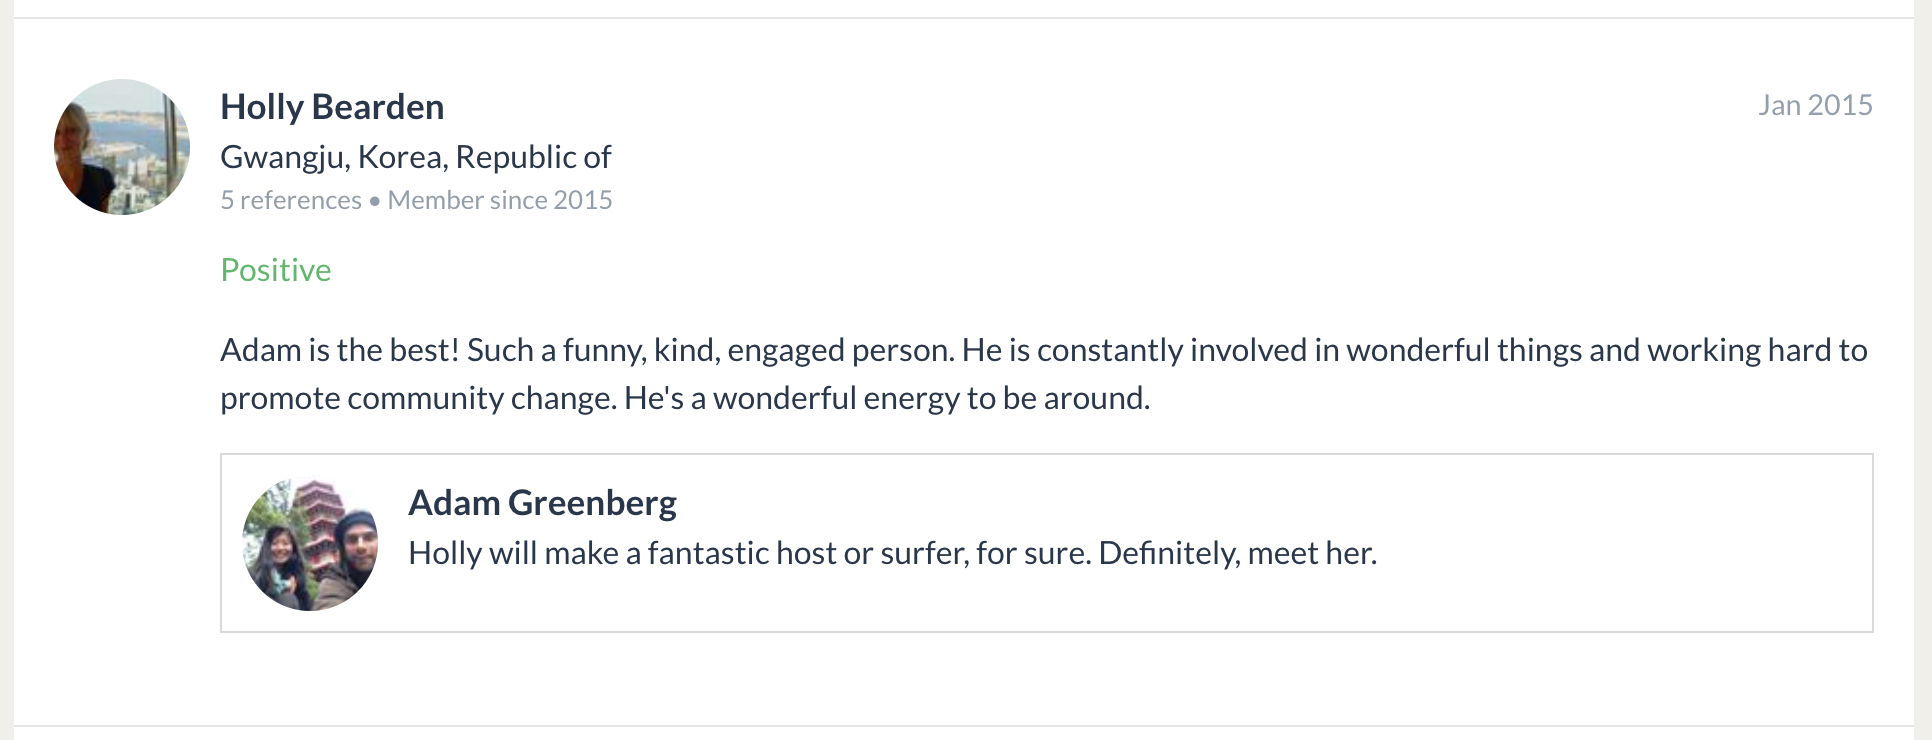 Holly Bearden
Jan 2015
Gwangju, Korea, Republic of
5 references • Member since 2015
Positive
Adam is the best! Such a funny, kind, engaged person. He is constantly involved in wonderful things and working hard to
promote community change. He's a wonderful energy to be around.
Adam Greenberg
Holly will make a fantastic host or surfer, for sure. Definitely, meet her.